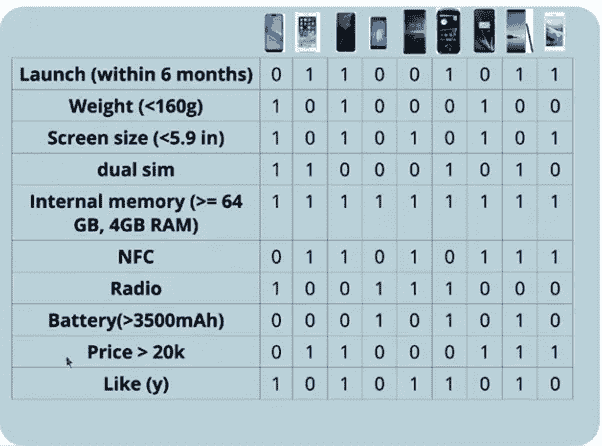 Launch (within 6 months) 0 1 1 0 0 1 0 1 1
Weight (<160g) 1 0 1 0 0 0 1 0 0
Screen size (<5.9 in) 1 0 1 0 1 0 1 0 1
dual sim 1 1 0 0 0 1 0 1 0
Internal memory (>= 64 1 1 1 1 1 1 1 1 1
GB, 4GB RAM)
NFC 0 1 1 0 1 0 1 1 1
Radio 1 0 0 1 1 1 0 0 0
Battery(>3500mAh) 0 0 0 1 0 1 0 1 0
Price > 20k 0 1 1 0 0 0 1 1 1
Like (y) 1 0 1 0 1 1 0 1 0